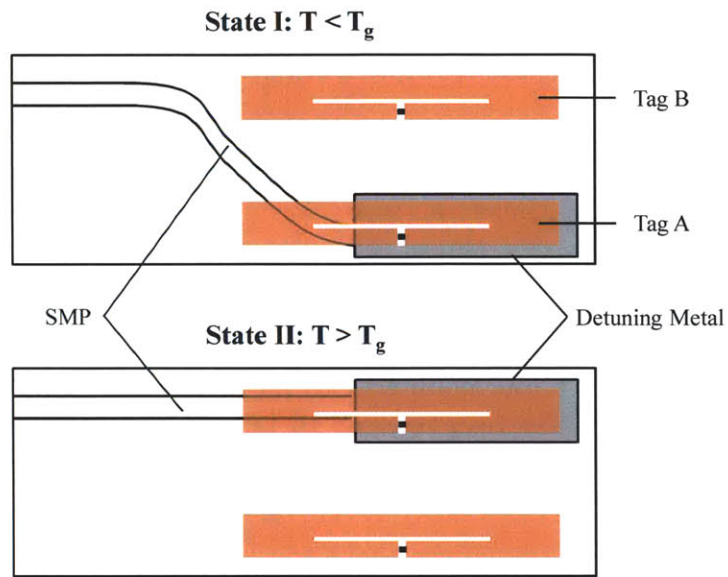 State I: T < Tg
Tag B
Tag A
SMP
Detuning Metal
State II: T > Tg